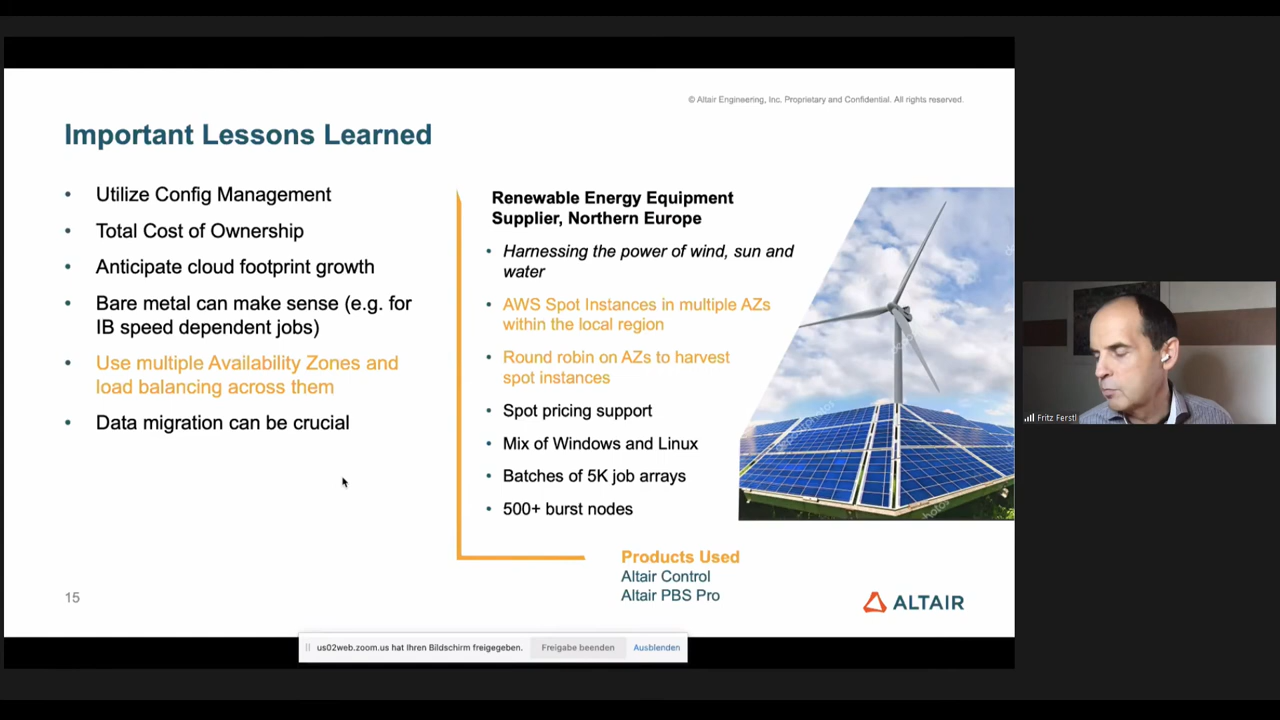 © Altair Engineering, Inc. Proprietary and Confidential. All rights reserved.
Important Lessons Learned
• Utilize Config Management
• Total Cost of Ownership
• Anticipate cloud footprint growth
• Bare metal can make sense (e.g. for
IB speed dependent jobs)
• Use multiple Availability Zones and
load balancing across them
• Data migration can be crucial
Renewable Energy Equipment
Supplier, Northern Europe
• Harnessing the power of wind, sun and
water
• AWS Spot Instances in multiple AZs
within the local region
• Round robin on AZs to harvest
spot instances
• Spot pricing support
• Mix of Windows and Linux
• Batches of 5K job arrays
• 500+ burst nodes
Products Used
Altair Control
Altair PBS Pro
15
ALTAIR
us02web.zoom.us hat Ihren Bildschirm freigegeben.
Freigabe beenden
Ausblenden
Fritz Ferstl